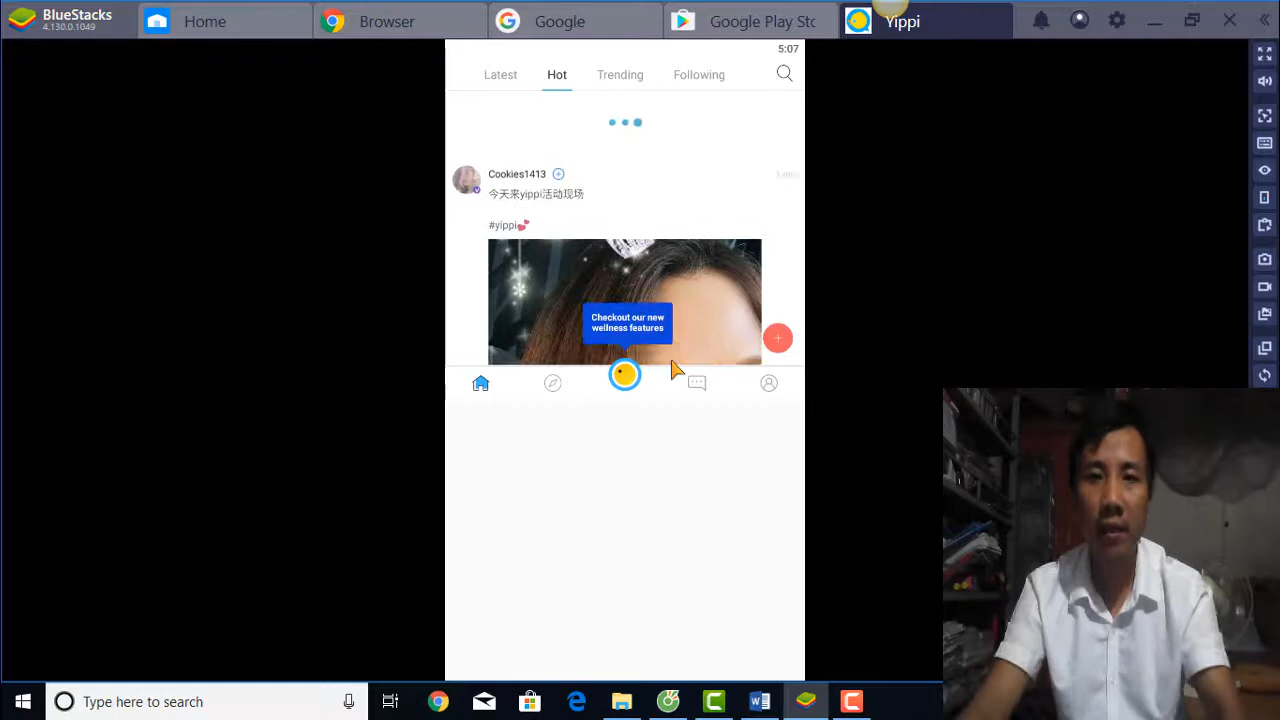 BlueStacks
4.130.0.1049
Home
Browser
Google
Google Play Sto
Yippi
5:07
Latest
Hot
Trending
Following
Cookies1413
今天来yippi活动现场
#yippi💕
Checkout our new
wellness features
Type here to search